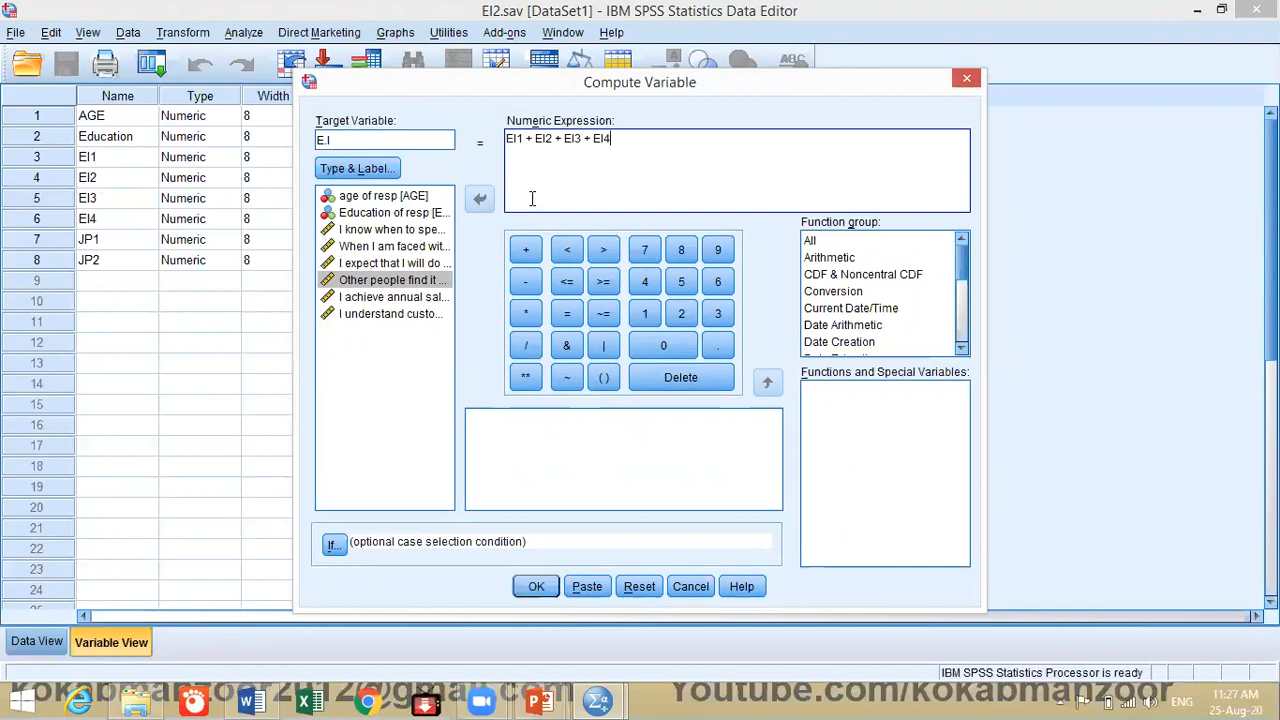 EI2.sav [DataSet1] - IBM SPSS Statistics Data Editor
File Edit View Data Transform Analyze Direct Marketing Graphs Utilities Add-ons Window Help
Compute Variable
Name Type Width
1 AGE Numeric 8
2 Education Numeric 8
3 EI1 Numeric 8
4 EI2 Numeric 8
5 EI3 Numeric 8
6 EI4 Numeric 8
7 JP1 Numeric 8
8 JP2 Numeric 8
9
10
11
12
13
14
15
16
17
18
19
20
21
22
23
24
Target Variable:
E.I
=
Numeric Expression:
EI1 + EI2 + EI3 + EI4
Type & Label...
age of resp [AGE]
Education of resp [E...
I know when to spe...
When I am faced wit...
I expect that I will do ...
Other people find it ...
I achieve annual sal...
I understand custo...
+ < > 7 8 9
- <= >= 4 5 6
* = ~= 1 2 3
/ & | 0 .
** ~ ( ) Delete
Function group:
All
Arithmetic
CDF & Noncentral CDF
Conversion
Current Date/Time
Date Arithmetic
Date Creation
Functions and Special Variables:
If... (optional case selection condition)
OK Paste Reset Cancel Help
Data View Variable View
IBM SPSS Statistics Processor is ready
kokabmanzoor2012@gmail.com Youtube.com/kokabmanzoor
ENG
11:27 AM
25-Aug-20